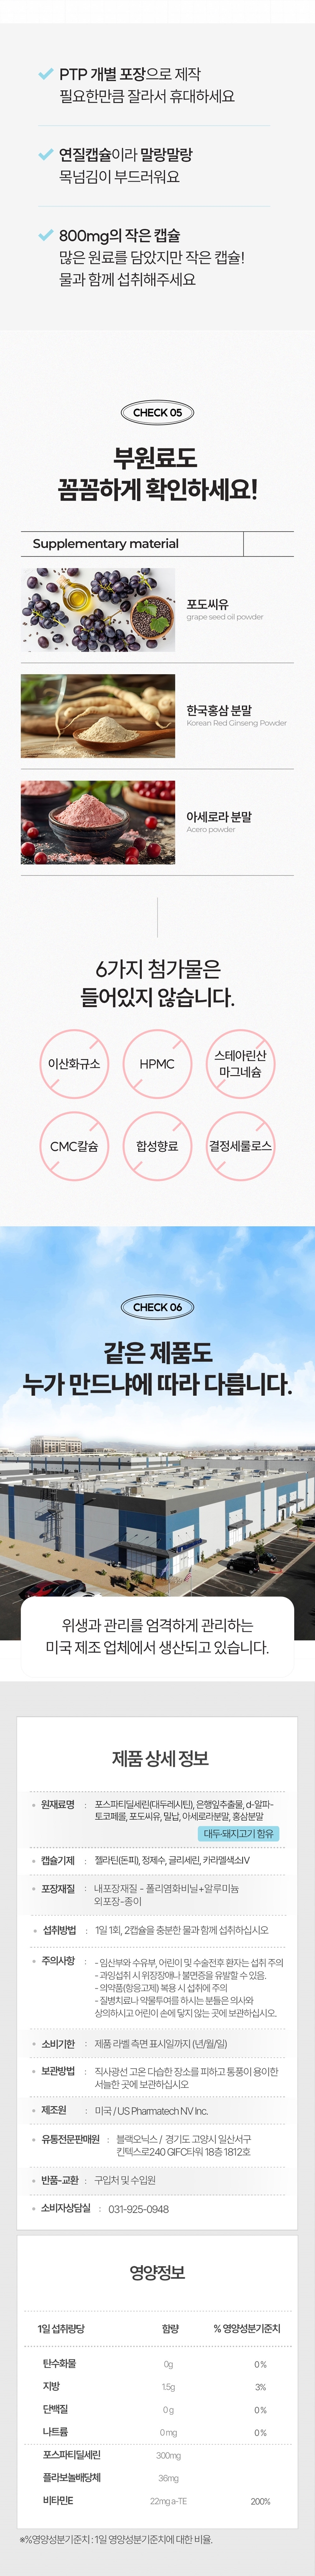 PTP 개별 포장으로 제작
필요한만큼 잘라서 휴대하세요
연질캡슐이라 말랑말랑
목넘김이 부드러워요
800mg의 작은 캡슐
많은 원료를 담았지만 작은 캡슐!
물과 함께 섭취해주세요
CHECK 05
부원료도
꼼꼼하게 확인하세요!
Supplementary material
포도씨유
grape seed oil powder
한국홍삼 분말
Korean Red Ginseng Powder
아세로라 분말
Acero powder
6가지 첨가물은
들어있지 않습니다.
이산화규소
HPMC
스테아린산
마그네슘
CMC칼슘
합성향료
결정세룰로스
CHECK 06
같은 제품도
누가 만드냐에 따라 다릅니다.
위생과 관리를 엄격하게 관리하는
미국 제조 업체에서 생산되고 있습니다.
제품 상세 정보
원재료명 : 포스파티딜세린(대두레시틴), 은행잎추출물, d-알파-
토코페롤, 포도씨유, 밀납, 아세로라분말, 홍삼분말
대두·돼지고기 함유
캡슐기제 : 젤라틴(돈피), 정제수, 글리세린, 카라멜색소IV
포장재질 : 내포장재질 - 폴리염화비닐+알루미늄
외포장-종이
섭취방법 : 1일 1회, 2캡슐을 충분한 물과 함께 섭취하십시오
주의사항 : - 임산부와 수유부, 어린이 및 수술전후 환자는 섭취 주의
- 과잉섭취 시 위장장애나 불면증을 유발할 수 있음.
- 의약품(항응고제) 복용 시 섭취에 주의
- 질병치료나 약물투여를 하시는 분들은 의사와
상의하시고 어린이 손에 닿지 않는 곳에 보관하십시오.
소비기한 : 제품 라벨 측면 표시일까지 (년/월/일)
보관방법 : 직사광선 고온 다습한 장소를 피하고 통풍이 용이한
서늘한 곳에 보관하십시오
제조원 : 미국 / US Pharmatech NV Inc.
유통전문판매원 : 블랙오닉스 / 경기도 고양시 일산서구
킨텍스로240 GIFC타워 18층 1812호
반품-교환 : 구입처 및 수입원
소비자상담실 : 031-925-0948
영양정보
1일 섭취량당 함량 % 영양성분기준치
탄수화물 0g 0 %
지방 1.5g 3%
단백질 0 g 0 %
나트륨 0 mg 0 %
포스파티딜세린 300mg
플라보놀배당체 36mg
비타민E 22mg a-TE 200%
※%영양성분기준치 : 1일 영양성분기준치에 대한 비율.